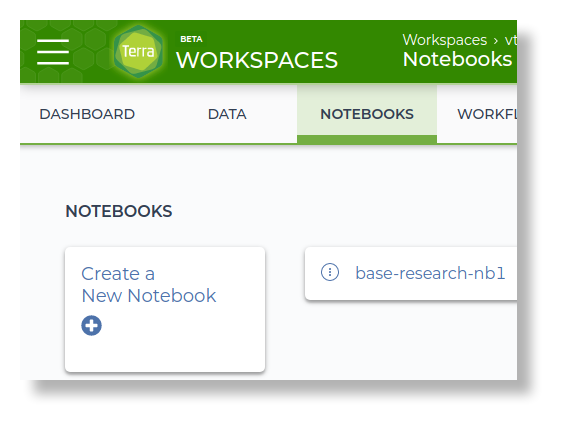 Terra
BETA
WORKSPACES
Workspaces › vt
Notebooks
DASHBOARD
DATA
NOTEBOOKS
WORKFL
NOTEBOOKS
Create a
New Notebook
base-research-nb1